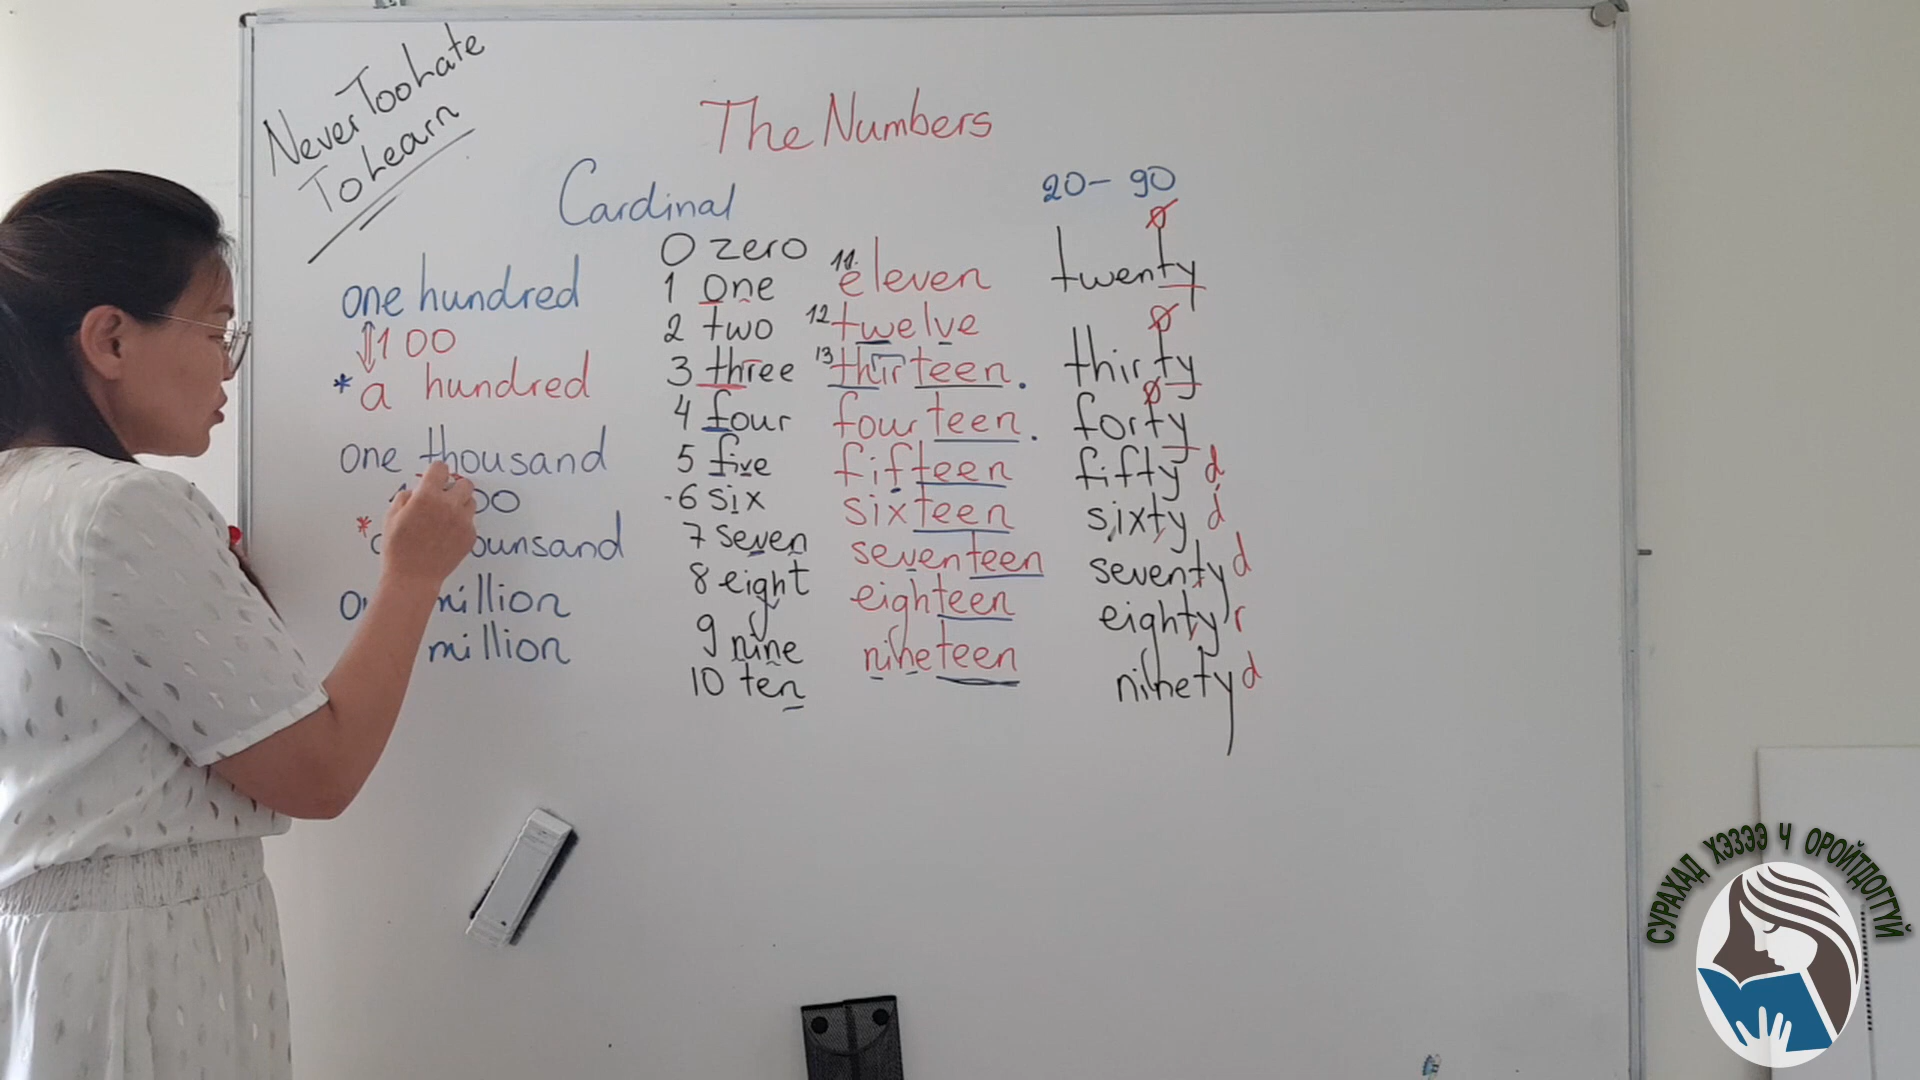 Never Too Late
To Learn
The Numbers
Cardinal
one hundred
100
* a hundred
one thousand
* ounsand
million
million
0 zero
1 one
2 two
3 three
4 four
5 five
6 six
7 seven
8 eight
9 nine
10 ten
11. eleven
12 twelve
13 thirteen.
fourteen.
fifteen
sixteen
seventeen
eighteen
nineteen
20-90
twenty
thirty
forty
fifty d
sixty d
seventy d
eighty r
ninety d
СУРАХАД ХЭЗЭЭ Ч ОРОЙТДОГГҮЙ